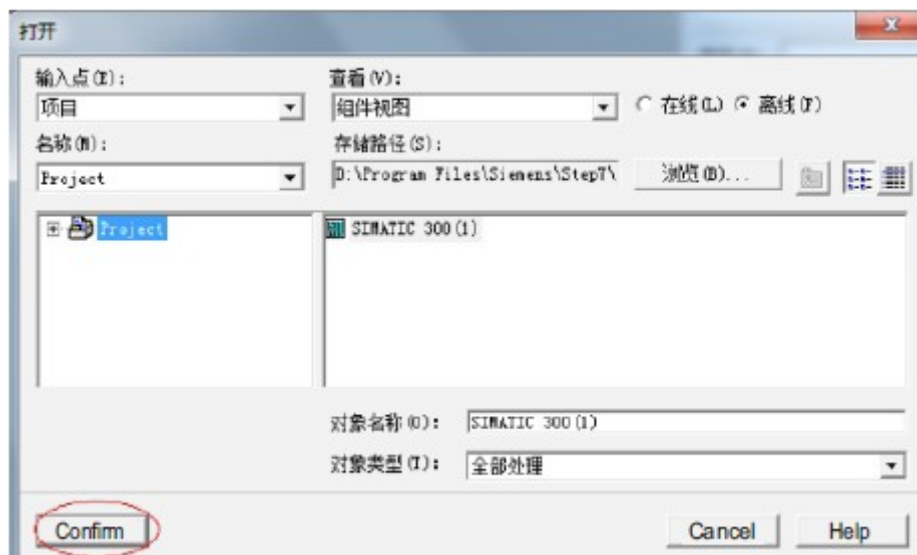 打开
输入点(E):
查看(V):
项目
组件视图
在线(L)
离线(F)
名称(M):
存储路径(S):
Project
D:\Program Files\Siemens\Step7\
浏览(B)...
Project
SIMATIC 300(1)
对象名称(O):
SIMATIC 300(1)
对象类型(T):
全部处理
Confirm
Cancel
Help